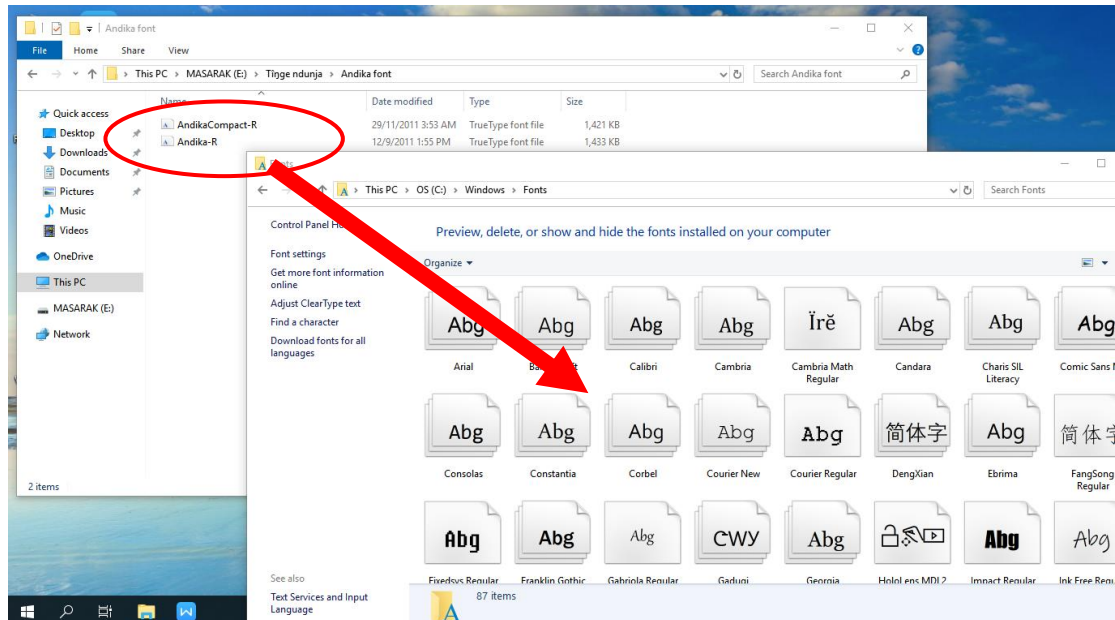 Andika font
File Home Share View
This PC > MASARAK (E:) > Tïnge ndunja > Andika font
Search Andika font
Name Date modified Type Size
Quick access
Desktop
Downloads
Documents
Pictures
Music
Videos
OneDrive
This PC
MASARAK (E:)
Network
2 items
AndikaCompact-R 29/11/2011 3:53 AM TrueType font file 1,421 KB
Andika-R 12/9/2011 1:55 PM TrueType font file 1,433 KB
Fonts
This PC > OS (C:) > Windows > Fonts
Search Fonts
Control Panel
Font settings
Get more font information
online
Adjust ClearType text
Find a character
Download fonts for all
languages
See also
Text Services and Input
Language
Preview, delete, or show and hide the fonts installed on your computer
Organize
Abg Abg Abg Abg Ïrĕ Abg Abg Abg
Arial Calibri Cambria Cambria Math Regular Candara Charis SIL Literacy Comic Sans
Abg Abg Abg Abg Abg 简体字 Abg 简体字
Consolas Constantia Corbel Courier New Courier Regular DengXian Ebrima FangSong Regular
Abg Abg Abg CWY Abg Abg Abg
Fixedsys Regular Franklin Gothic Gabriola Regular Gadugi Georgia HoloLens MDL2 Impact Regular Ink Free
87 items